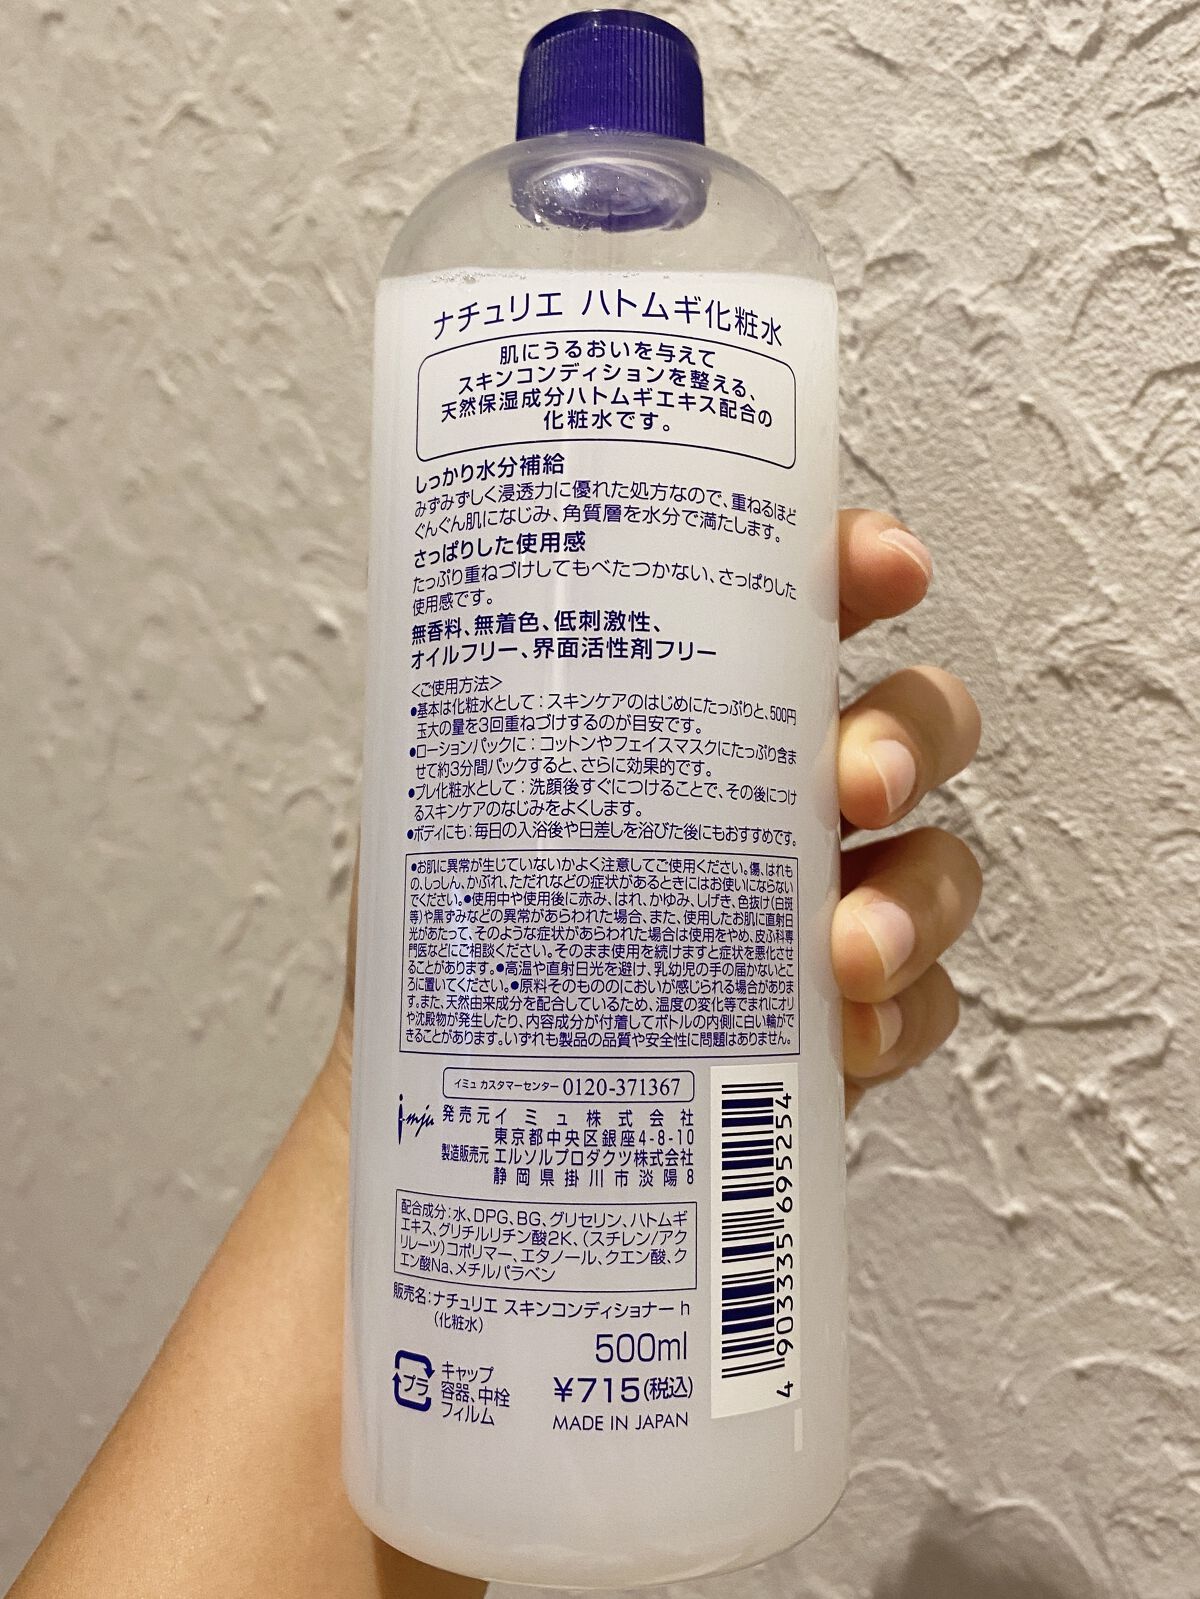 ナチュリエ ハトムギ化粧水
肌にうるおいを与えて
スキンコンディションを整える、
天然保湿成分ハトムギエキス配合の
化粧水です。
しっかり水分補給
みずみずしく浸透力に優れた処方なので、重ねるほど
ぐんぐん肌になじみ、角質層を水分で満たします。
さっぱりした使用感
たっぷり重ねづけしてもべたつかない、さっぱりした
使用感です。
無香料、無着色、低刺激性、
オイルフリー、界面活性剤フリー
<ご使用方法>
●基本は化粧水として：スキンケアのはじめにたっぷりと、500円
玉大の量を3回重ねづけするのが目安です。
●ローションパックに：コットンやフェイスマスクにたっぷり含ま
せて約3分間パックすると、さらに効果的です。
●プレ化粧水として：洗顔後すぐにつけることで、その後につけ
るスキンケアのなじみをよくします。
●ボディにも：毎日の入浴後や日差しを浴びた後にもおすすめです。
●お肌に異常が生じていないかよく注意してご使用ください。傷、はれも
の、しっしん、かぶれ、ただれなどの症状があるときにはお使いにならない
でください。●使用中や使用後に赤み、はれ、かゆみ、しげき、色抜け(白斑
等)や黒ずみなどの異常があらわれた場合、また、使用したお肌に直射日
光があたって、そのような症状があらわれた場合は使用をやめ、皮ふ科専
門医などにご相談ください。そのまま使用を続けますと症状を悪化させ
ることがあります。●高温や直射日光を避け、乳幼児の手の届かないとこ
ろに置いてください。●原料そのもののにおいが感じられる場合がありま
す。また、天然由来成分を配合しているため、温度の変化等でまれにオリ
や沈殿物が発生したり、内容成分が付着してボトルの内側に白い輪がで
きることがあります。いずれも製品の品質や安全性に問題はありません。
イミュ カスタマーセンター 0120-371367
imju 発売元 イミュ株式会社
東京都中央区銀座4-8-10
製造販売元 エルソルプロダクツ株式会社
静岡県掛川市淡陽8
配合成分：水、DPG、BG、グリセリン、ハトムギ
エキス、グリチルリチン酸2K、(スチレン/アク
リレーツ)コポリマー、エタノール、クエン酸、ク
エン酸Na、メチルパラベン
販売名：ナチュリエ スキンコンディショナー h
(化粧水)
500ml
¥715(税込)
MADE IN JAPAN
プラ
キャップ
容器、中栓
フィルム
4 903335 695254